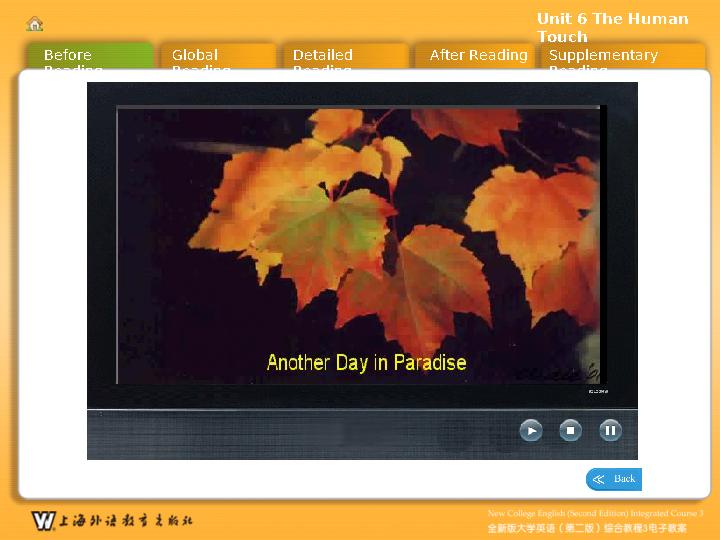 Unit 6 The Human
Touch
Before
Reading
Global
Reading
Detailed
Reading
After Reading
Supplementary
Reading
Another Day in Paradise
Back
New College English (Second Edition) Integrated Course 3
上海外语教育出版社
全新版大学英语（第二版）综合教程3电子教案